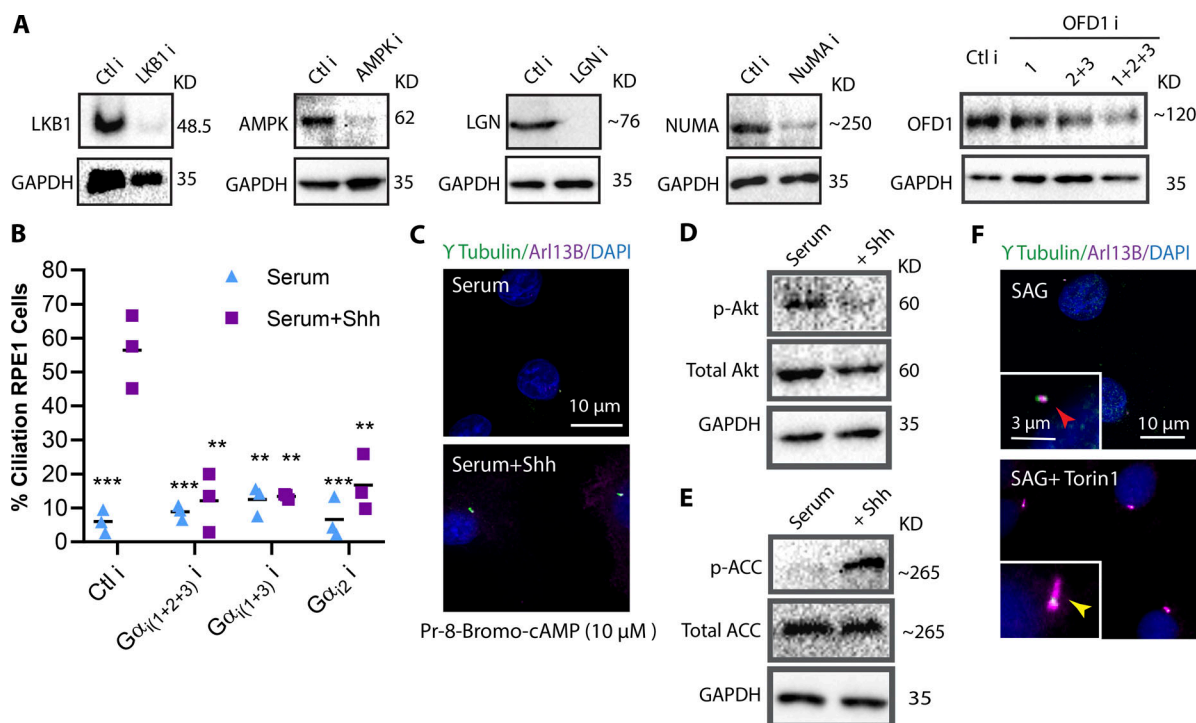 A
Ctl i LKB1 i KD
LKB1 48.5
GAPDH 35
Ctl i AMPK i KD
AMPK 62
GAPDH 35
Ctl i LGN i KD
LGN ~76
GAPDH 35
Ctl i NuMA i KD
NUMA ~250
GAPDH 35
OFD1 i
Ctl i 1 2+3 1+2+3 KD
OFD1 ~120
GAPDH 35
B
% Ciliation RPE1 Cells
80
70
60
50
40
30
20
10
0
Serum
Serum+Shh
*** *** ** ** ** *** **
Ctl i
Gαi(1+2+3) i
Gαi(1+3) i
Gαi2 i
C
ϒ Tubulin/Arl13B/DAPI
Serum
10 µm
Serum+Shh
Pr-8-Bromo-cAMP (10 µM )
D
Serum + Shh KD
p-Akt 60
Total Akt 60
GAPDH 35
E
Serum + Shh KD
p-ACC ~265
Total ACC ~265
GAPDH 35
F
ϒ Tubulin/Arl13B/DAPI
SAG
3 µm 10 µm
SAG+ Torin1